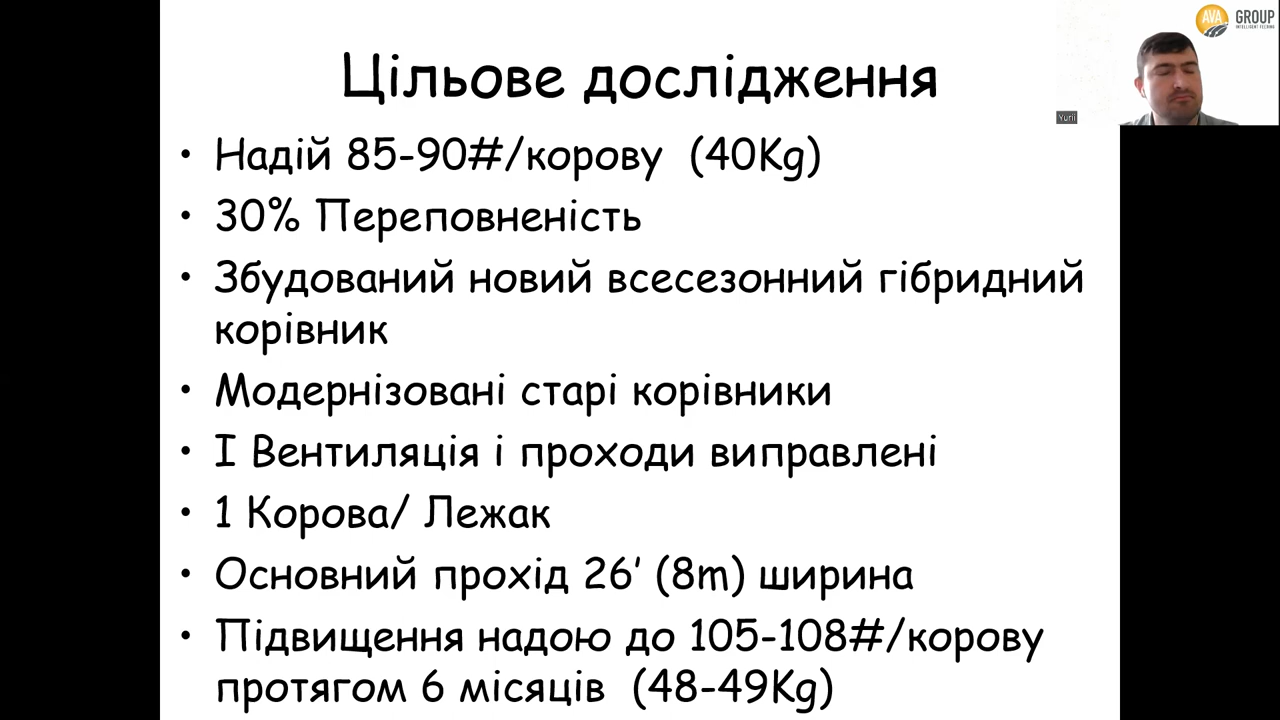 Цільове дослідження
• Надій 85-90#/корову (40Kg)
• 30% Переповненість
• Збудований новий всесезонний гібридний
корівник
• Модернізовані старі корівники
• І Вентиляція і проходи виправлені
• 1 Корова/ Лежак
• Основний прохід 26’ (8m) ширина
• Підвищення надою до 105-108#/корову
протягом 6 місяців (48-49Kg)
AVA GROUP
INTELLIGENT FEEDING
Yurii